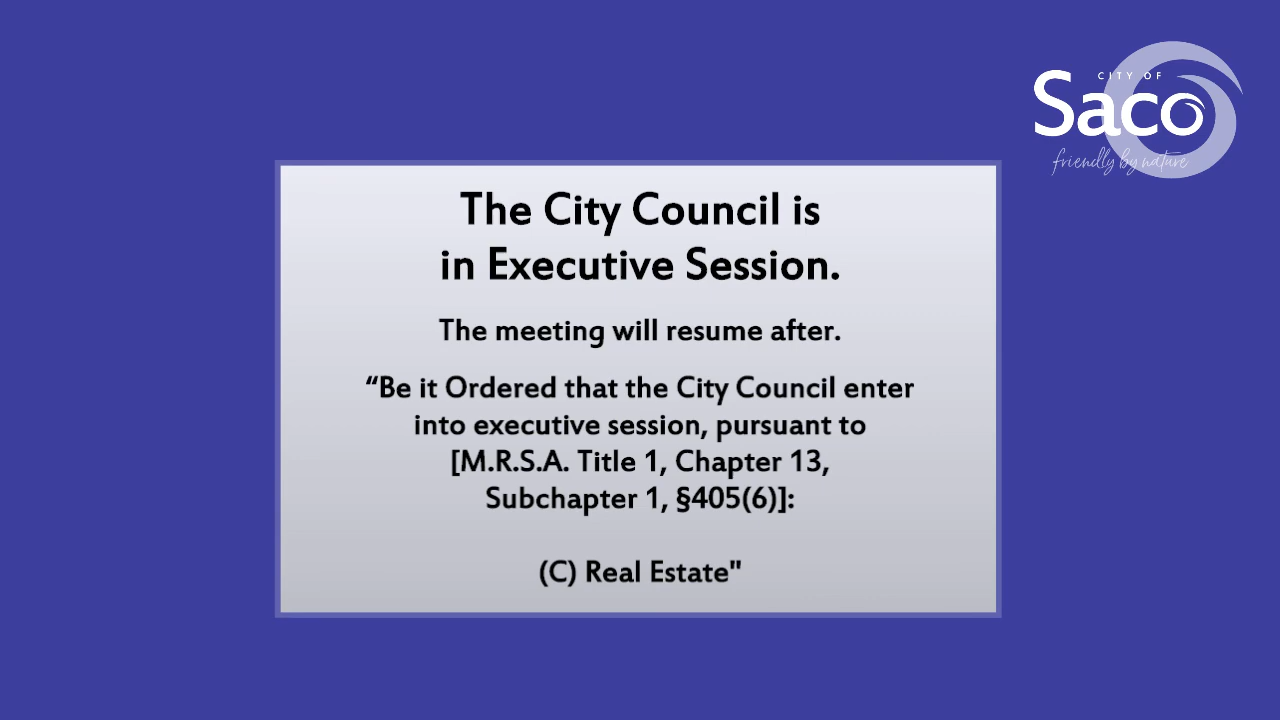 CITY OF
Saco
friendly by nature
The City Council is
in Executive Session.
The meeting will resume after.
“Be it Ordered that the City Council enter
into executive session, pursuant to
[M.R.S.A. Title 1, Chapter 13,
Subchapter 1, §405(6)]:
(C) Real Estate"